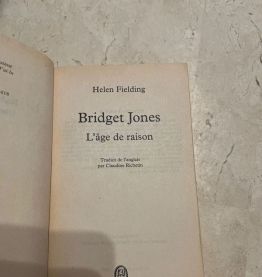 Helen Fielding
Bridget Jones
L'âge de raison
Traduit de l'anglais
par Claudine Richetin